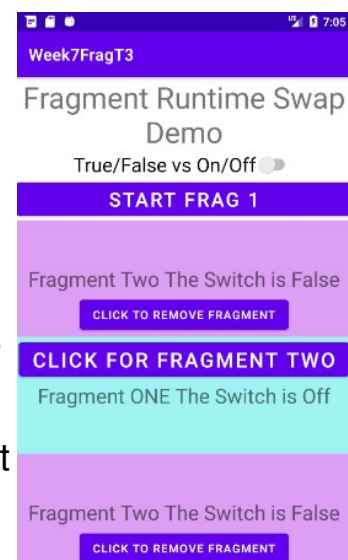 7:05
Week7FragT3
Fragment Runtime Swap
Demo
True/False vs On/Off
START FRAG 1
Fragment Two The Switch is False
CLICK TO REMOVE FRAGMENT
CLICK FOR FRAGMENT TWO
Fragment ONE The Switch is Off
t
Fragment Two The Switch is False
CLICK TO REMOVE FRAGMENT